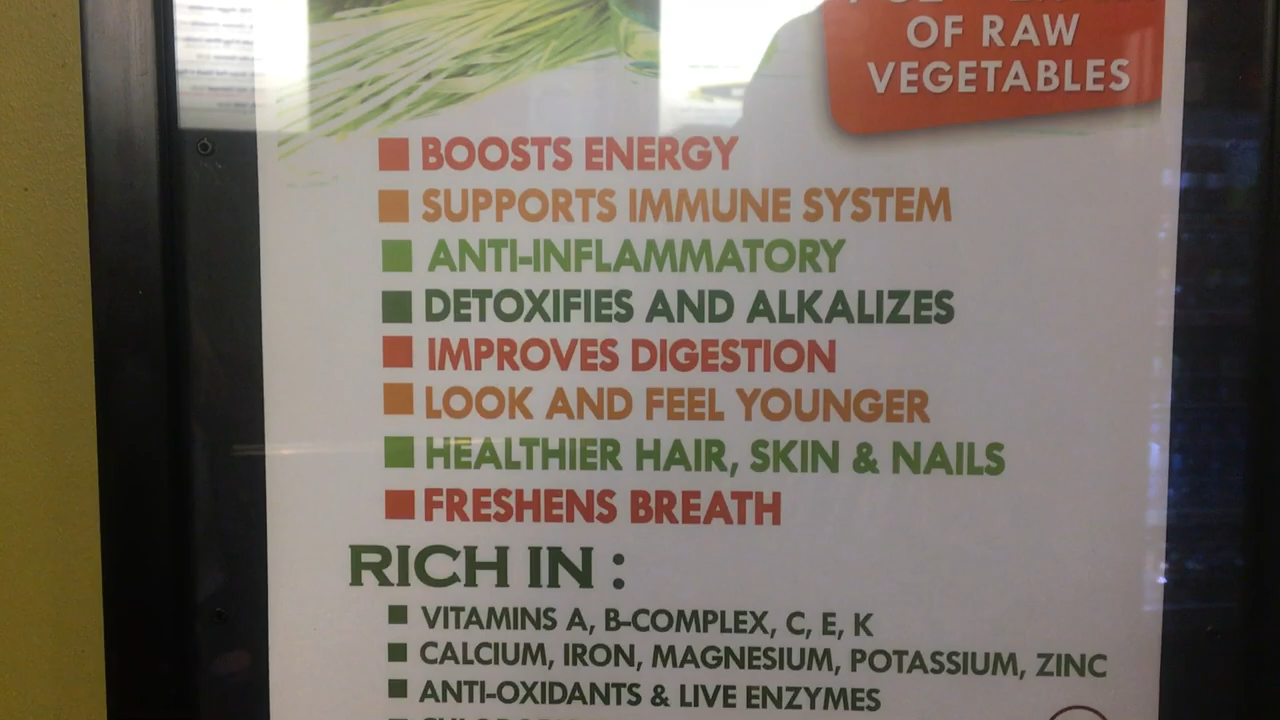 OF RAW
VEGETABLES
BOOSTS ENERGY
SUPPORTS IMMUNE SYSTEM
ANTI-INFLAMMATORY
DETOXIFIES AND ALKALIZES
IMPROVES DIGESTION
LOOK AND FEEL YOUNGER
HEALTHIER HAIR, SKIN & NAILS
FRESHENS BREATH
RICH IN :
VITAMINS A, B-COMPLEX, C, E, K
CALCIUM, IRON, MAGNESIUM, POTASSIUM, ZINC
ANTI-OXIDANTS & LIVE ENZYMES